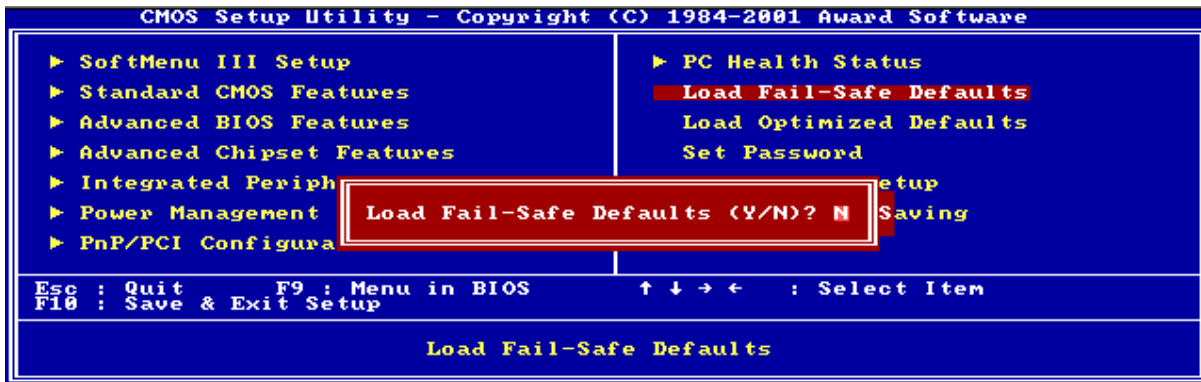 CMOS Setup Utility - Copyright (C) 1984-2001 Award Software
► SoftMenu III Setup
► Standard CMOS Features
► Advanced BIOS Features
► Advanced Chipset Features
► Integrated Periph
► Power Management
► PnP/PCI Configura
► PC Health Status
Load Fail-Safe Defaults
Load Optimized Defaults
Set Password
etup
Saving
Load Fail-Safe Defaults (Y/N)? N
Esc : Quit F9 : Menu in BIOS ↑ ↓ → ← : Select Item
F10 : Save & Exit Setup
Load Fail-Safe Defaults